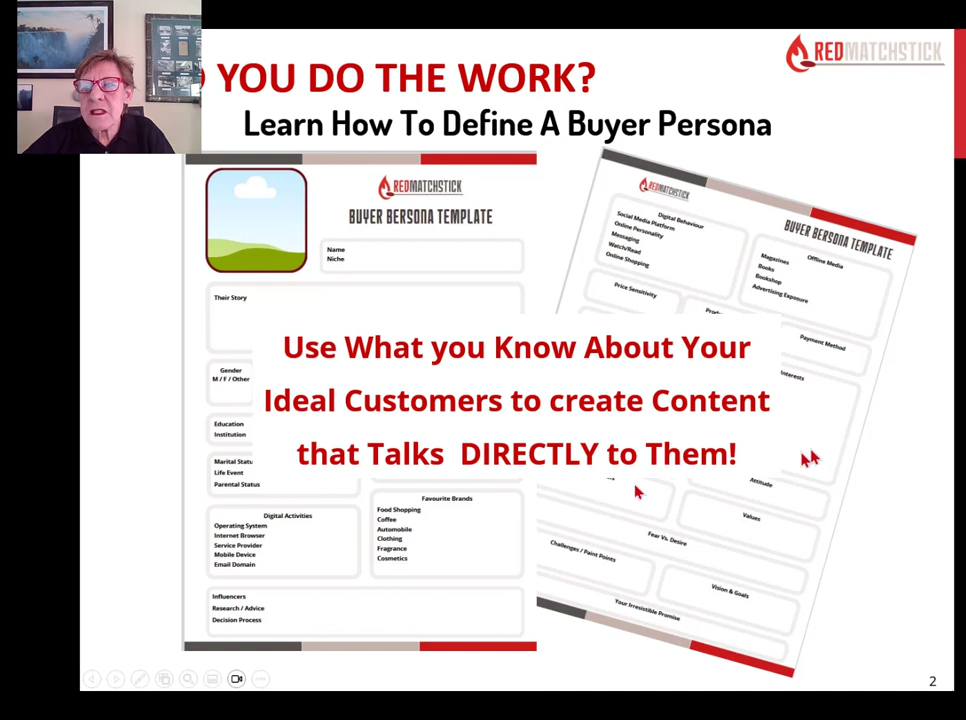 REDMATCHSTICK
YOU DO THE WORK?
Learn How To Define A Buyer Persona
REDMATCHSTICK
BUYER BERSONA TEMPLATE
Name
Niche
Their Story
Gender
M / F / Other
Education
Institution
Marital Statu
Life Event
Parental Status
Digital Activities
Operating System
Internet Browser
Service Provider
Mobile Device
Email Domain
Favourite Brands
Food Shopping
Coffee
Automobile
Clothing
Fragrance
Cosmetics
Influencers
Research / Advice
Decision Process
REDMATCHSTICK
BUYER BERSONA TEMPLATE
Digital Behaviour
Social Media Platform
Online Personality
Messaging
Watch/Read
Online Shopping
Offline Media
Magazines
Books
Bookshop
Advertising Exposure
Price Sensitivity
Payment Method
Interests
Attitude
Values
Fear Vs. Desire
Challenges / Paint Points
Vision & Goals
Your Irresistible Promise
Use What you Know About Your
Ideal Customers to create Content
that Talks DIRECTLY to Them!
2